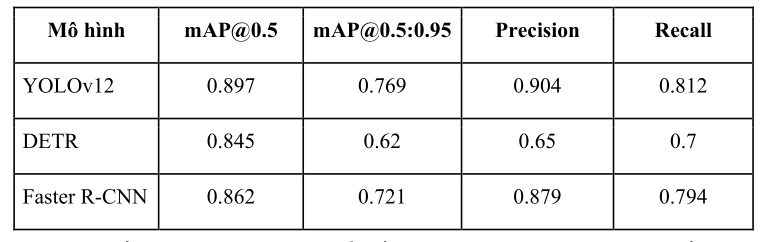 Mô hình mAP@0.5 mAP@0.5:0.95 Precision Recall
YOLOv12 0.897 0.769 0.904 0.812
DETR 0.845 0.62 0.65 0.7
Faster R-CNN 0.862 0.721 0.879 0.794